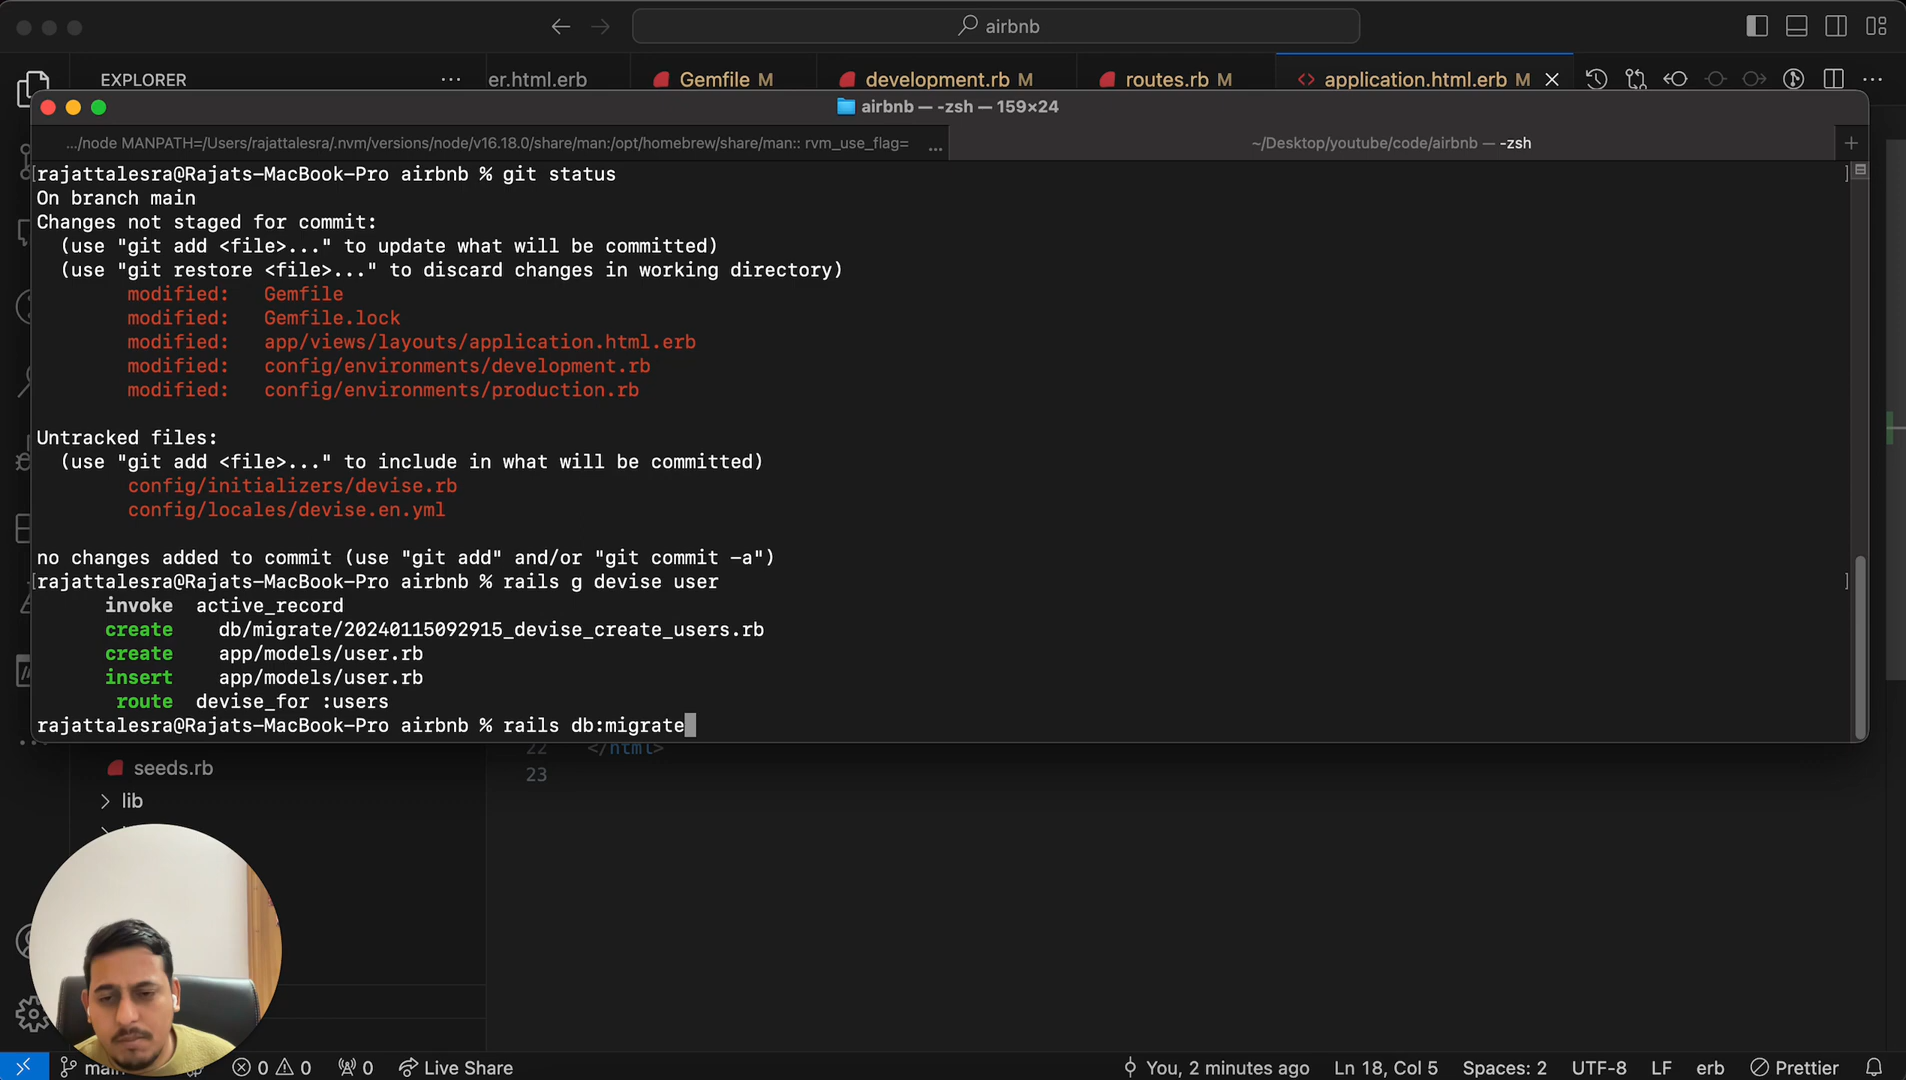 airbnb
EXPLORER
er.html.erb
Gemfile M
development.rb M
routes.rb M
application.html.erb M
airbnb — -zsh — 159×24
.../node MANPATH=/Users/rajattalesra/.nvm/versions/node/v16.18.0/share/man:/opt/homebrew/share/man:: rvm_use_flag= ...
~/Desktop/youtube/code/airbnb — -zsh
[rajattalesra@Rajats-MacBook-Pro airbnb % git status ]
On branch main
Changes not staged for commit:
(use "git add <file>..." to update what will be committed)
(use "git restore <file>..." to discard changes in working directory)
modified: Gemfile
modified: Gemfile.lock
modified: app/views/layouts/application.html.erb
modified: config/environments/development.rb
modified: config/environments/production.rb
Untracked files:
(use "git add <file>..." to include in what will be committed)
config/initializers/devise.rb
config/locales/devise.en.yml
no changes added to commit (use "git add" and/or "git commit -a")
[rajattalesra@Rajats-MacBook-Pro airbnb % rails g devise user ]
invoke active_record
create db/migrate/20240115092915_devise_create_users.rb
create app/models/user.rb
insert app/models/user.rb
route devise_for :users
rajattalesra@Rajats-MacBook-Pro airbnb % rails db:migrate
22 </html>
seeds.rb
23
lib
0 0
0
Live Share
You, 2 minutes ago
Ln 18, Col 5
Spaces: 2
UTF-8
LF
erb
Prettier